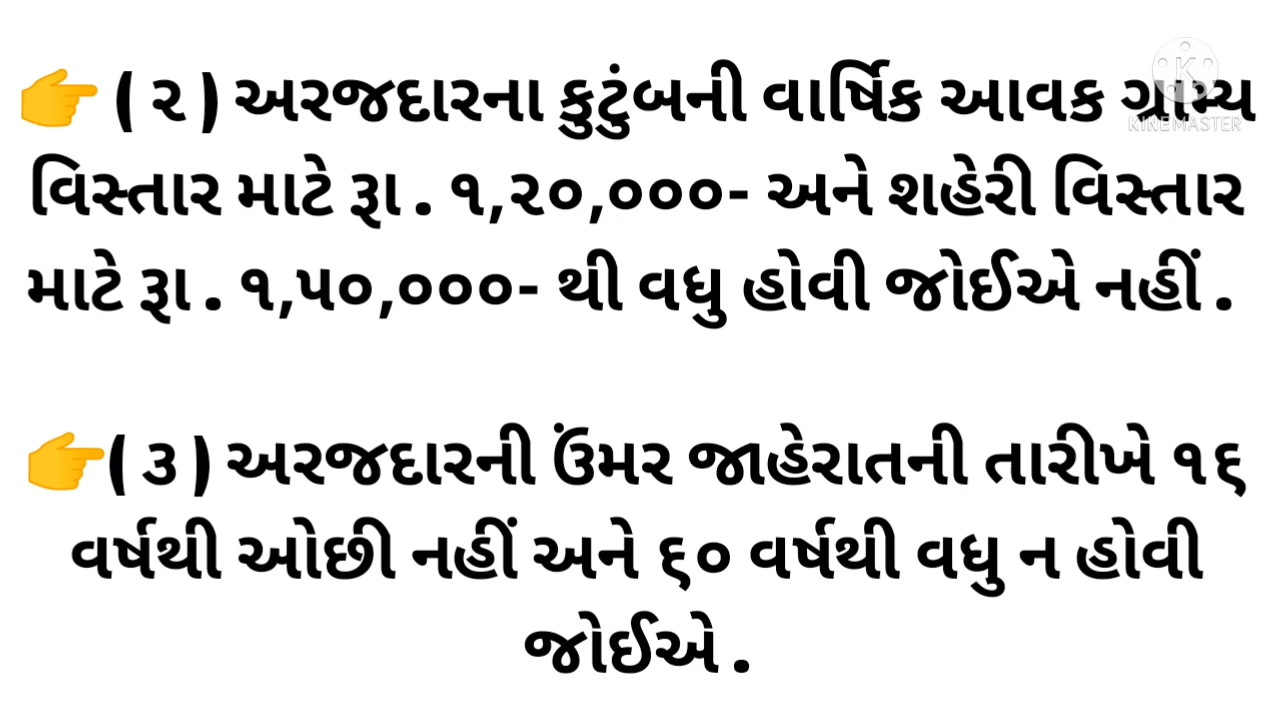 👉 ( ૨ ) અરજદારના કુટુંબની વાર્ષિક આવક ગ્રામ્ય
વિસ્તાર માટે રૂા . ૧,૨૦,૦૦૦- અને શહેરી વિસ્તાર
માટે રૂા . ૧,૫૦,૦૦૦- થી વધુ હોવી જોઈએ નહીં .
👉( ૩ ) અરજદારની ઉંમર જાહેરાતની તારીખે ૧૬
વર્ષથી ઓછી નહીં અને ૬૦ વર્ષથી વધુ ન હોવી
જોઈએ .
K
KINEMASTER